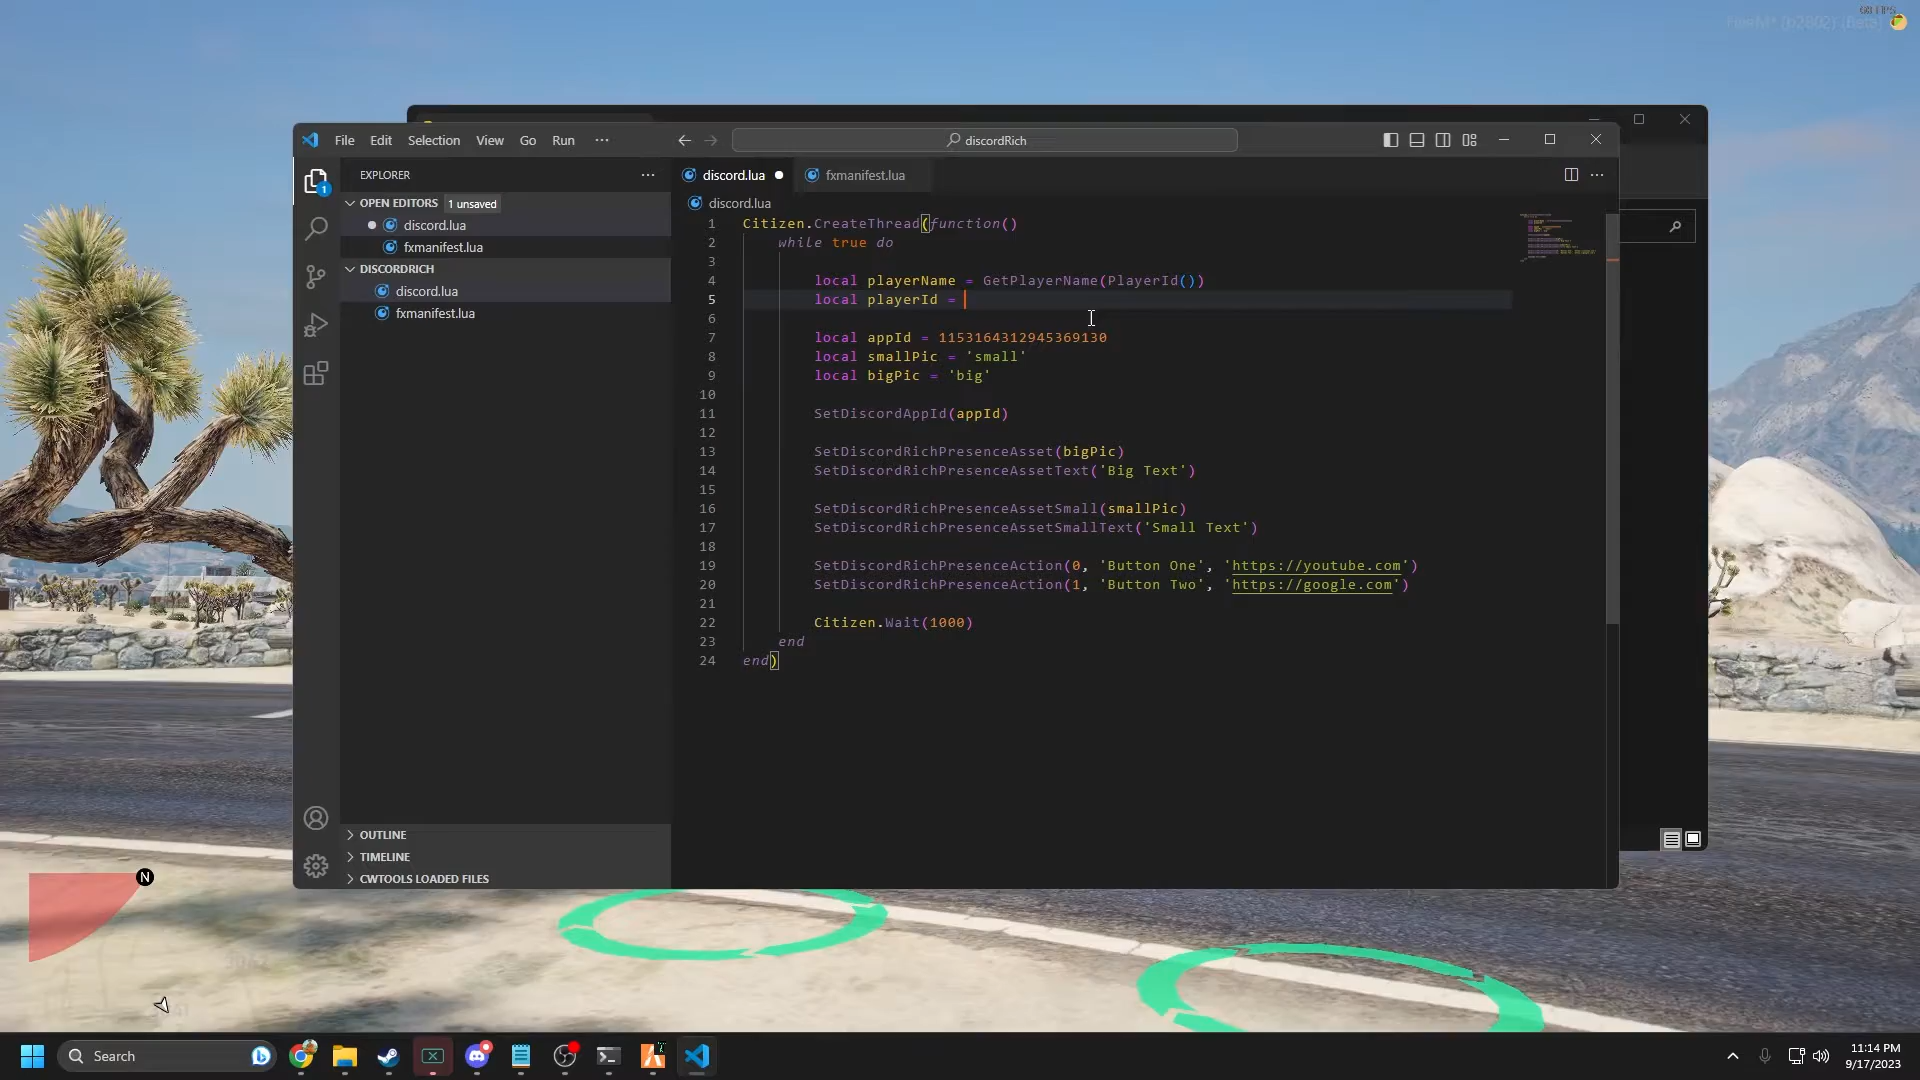 60 FPS
FiveM* (b2802) (Beta)
File Edit Selection View Go Run ···
discordRich
EXPLORER
discord.lua
fxmanifest.lua
OPEN EDITORS 1 unsaved
discord.lua
fxmanifest.lua
DISCORDRICH
discord.lua
fxmanifest.lua
OUTLINE
TIMELINE
CWTOOLS LOADED FILES
1
discord.lua
1 Citizen.CreateThread(function()
2 while true do
3
4 local playerName = GetPlayerName(PlayerId())
5 local playerId =
6
7 local appId = 1153164312945369130
8 local smallPic = 'small'
9 local bigPic = 'big'
10
11 SetDiscordAppId(appId)
12
13 SetDiscordRichPresenceAsset(bigPic)
14 SetDiscordRichPresenceAssetText('Big Text')
15
16 SetDiscordRichPresenceAssetSmall(smallPic)
17 SetDiscordRichPresenceAssetSmallText('Small Text')
18
19 SetDiscordRichPresenceAction(0, 'Button One', 'https://youtube.com')
20 SetDiscordRichPresenceAction(1, 'Button Two', 'https://google.com')
21
22 Citizen.Wait(1000)
23 end
24 end)
N
Search
11:14 PM
9/17/2023